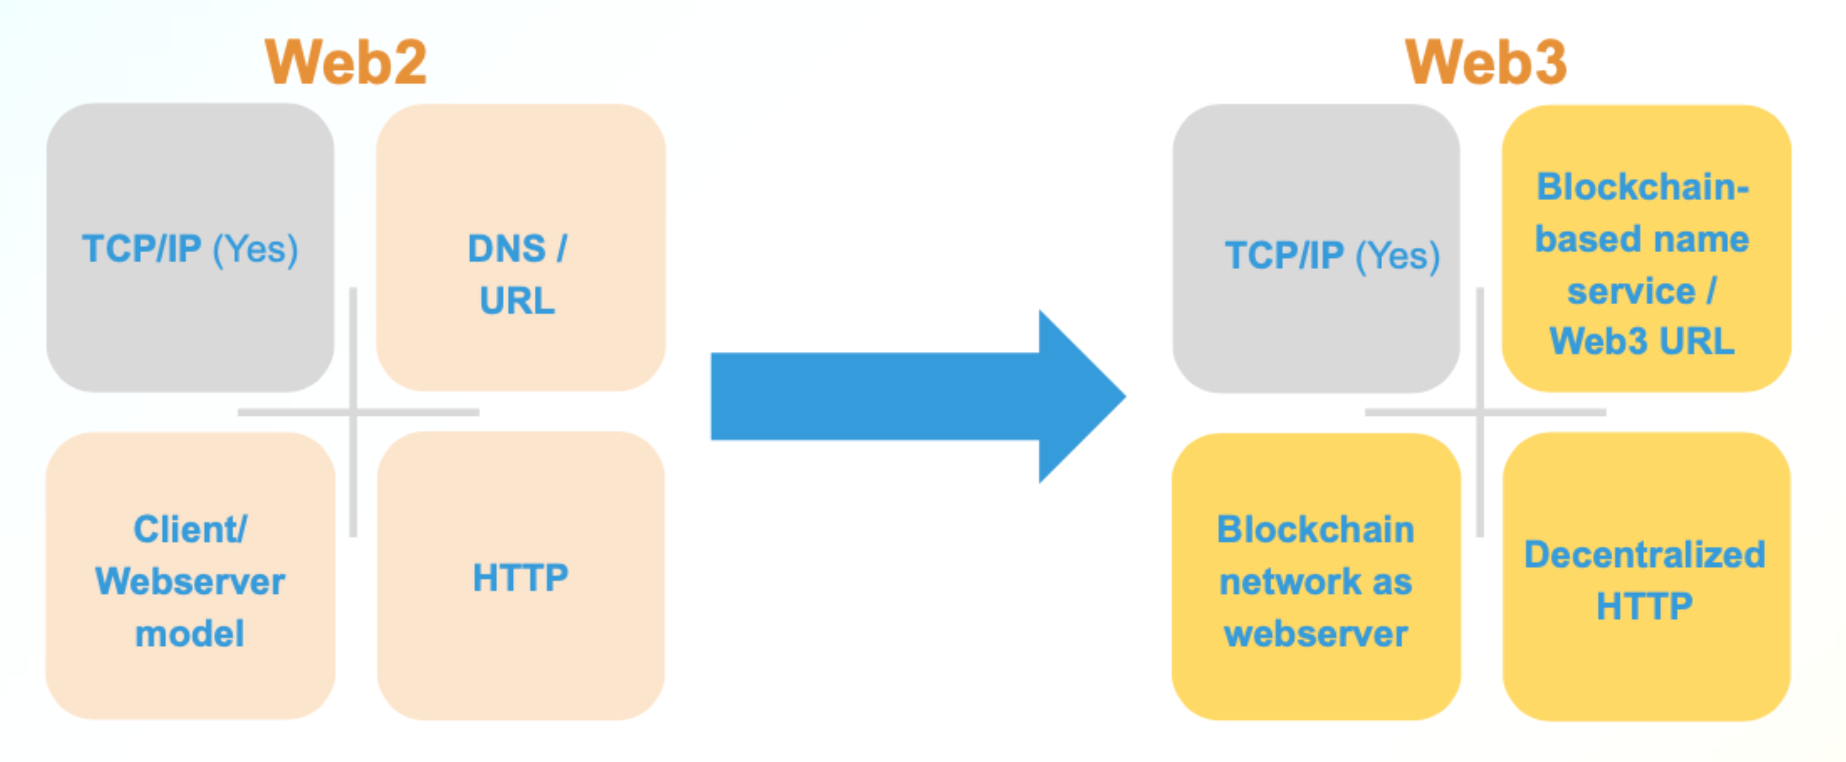 Web2
TCP/IP (Yes)
DNS /
URL
Client/
Webserver
model
HTTP
Web3
TCP/IP (Yes)
Blockchain-
based name
service /
Web3 URL
Blockchain
network as
webserver
Decentralized
HTTP